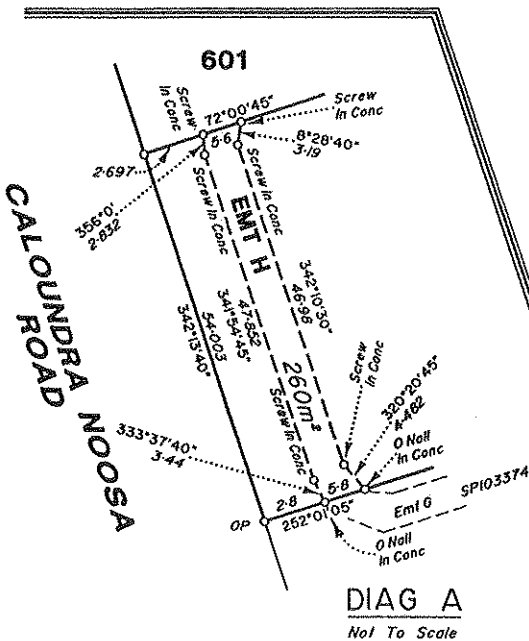 601
Screw
In Conc
72°00'45"
Screw
In Conc
5·6
8°28'40"
3·19
2·697
356°0'
2·832
Screw In Conc
Screw In Conc
EMT H
CALOUNDRA NOOSA
ROAD
342°13'40"
54·003
341°54'45"
47·852
342°10'30"
46·98
260m²
Screw
In Conc
320°20'45"
4·482
O Nail
In Conc
Screw In Conc
333°37'40"
3·44
SP103374
Emt G
5·8
2·8
252°01'05"
OP
O Nail
In Conc
DIAG A
Not To Scale